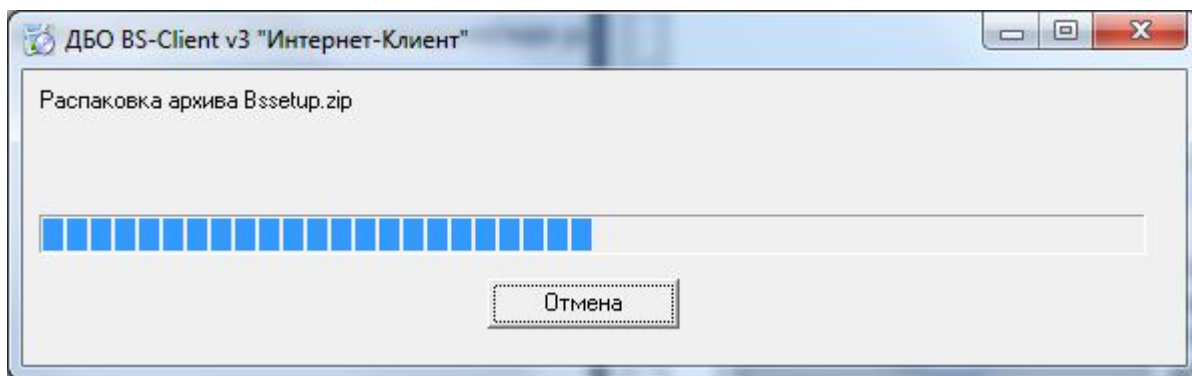 ДБО BS-Client v3 "Интернет-Клиент"
Распаковка архива Bssetup.zip
Отмена